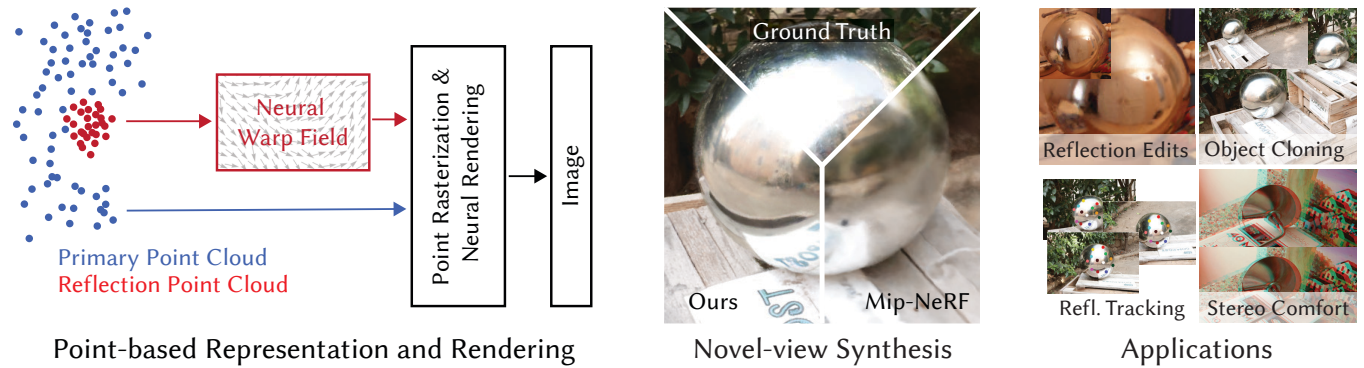 Neural
Warp Field
Primary Point Cloud
Reflection Point Cloud
Point Rasterization &
Neural Rendering
Image
Point-based Representation and Rendering
Ground Truth
Ours
Mip-NeRF
Novel-view Synthesis
Reflection Edits
Object Cloning
Refl. Tracking
Stereo Comfort
Applications